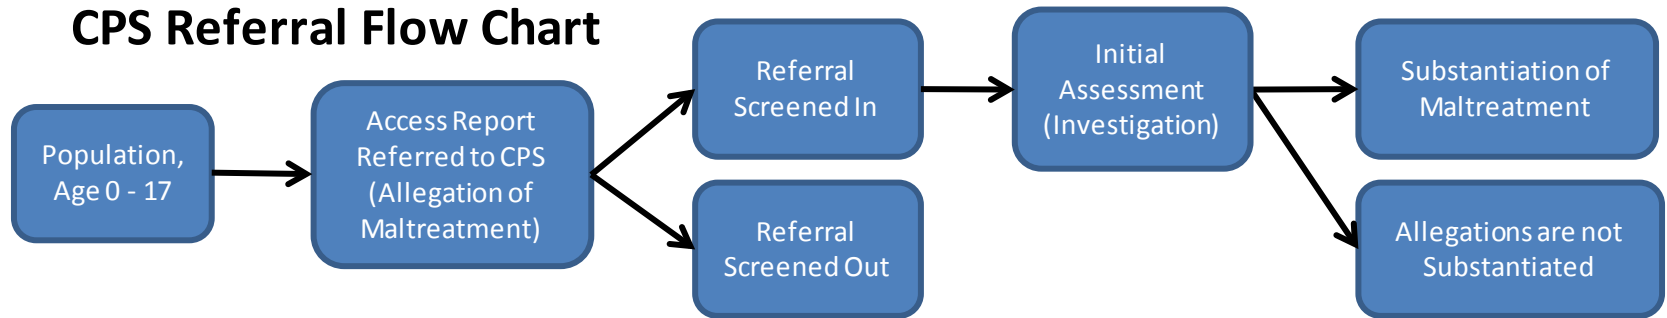 CPS Referral Flow Chart
Population,
Age 0 - 17
Access Report
Referred to CPS
(Allegation of
Maltreatment)
Referral
Screened In
Referral
Screened Out
Initial
Assessment
(Investigation)
Substantiation of
Maltreatment
Allegations are not
Substantiated